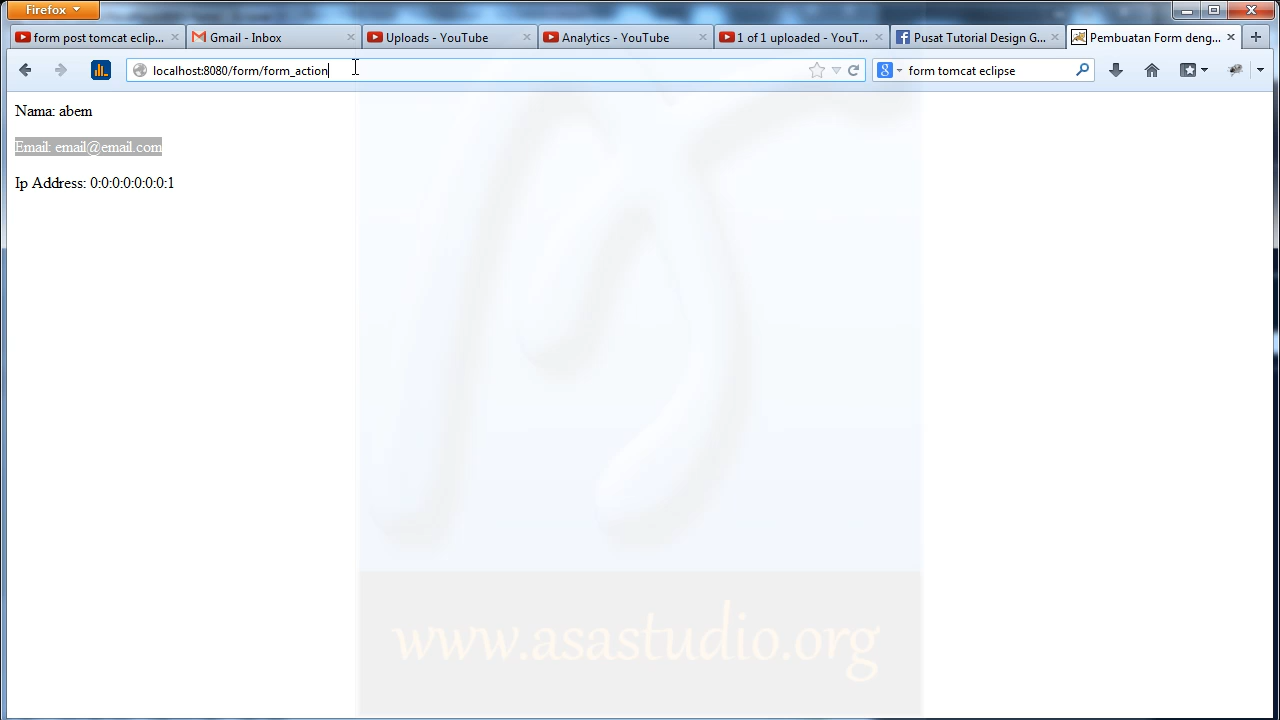 Firefox
form post tomcat eclip...
Gmail - Inbox
Uploads - YouTube
Analytics - YouTube
1 of 1 uploaded - YouT...
Pusat Tutorial Design G...
Pembuatan Form deng...
localhost:8080/form/form_action
form tomcat eclipse
Nama: abem
Email: email@email.com
Ip Address: 0:0:0:0:0:0:0:1
www.asastudio.org